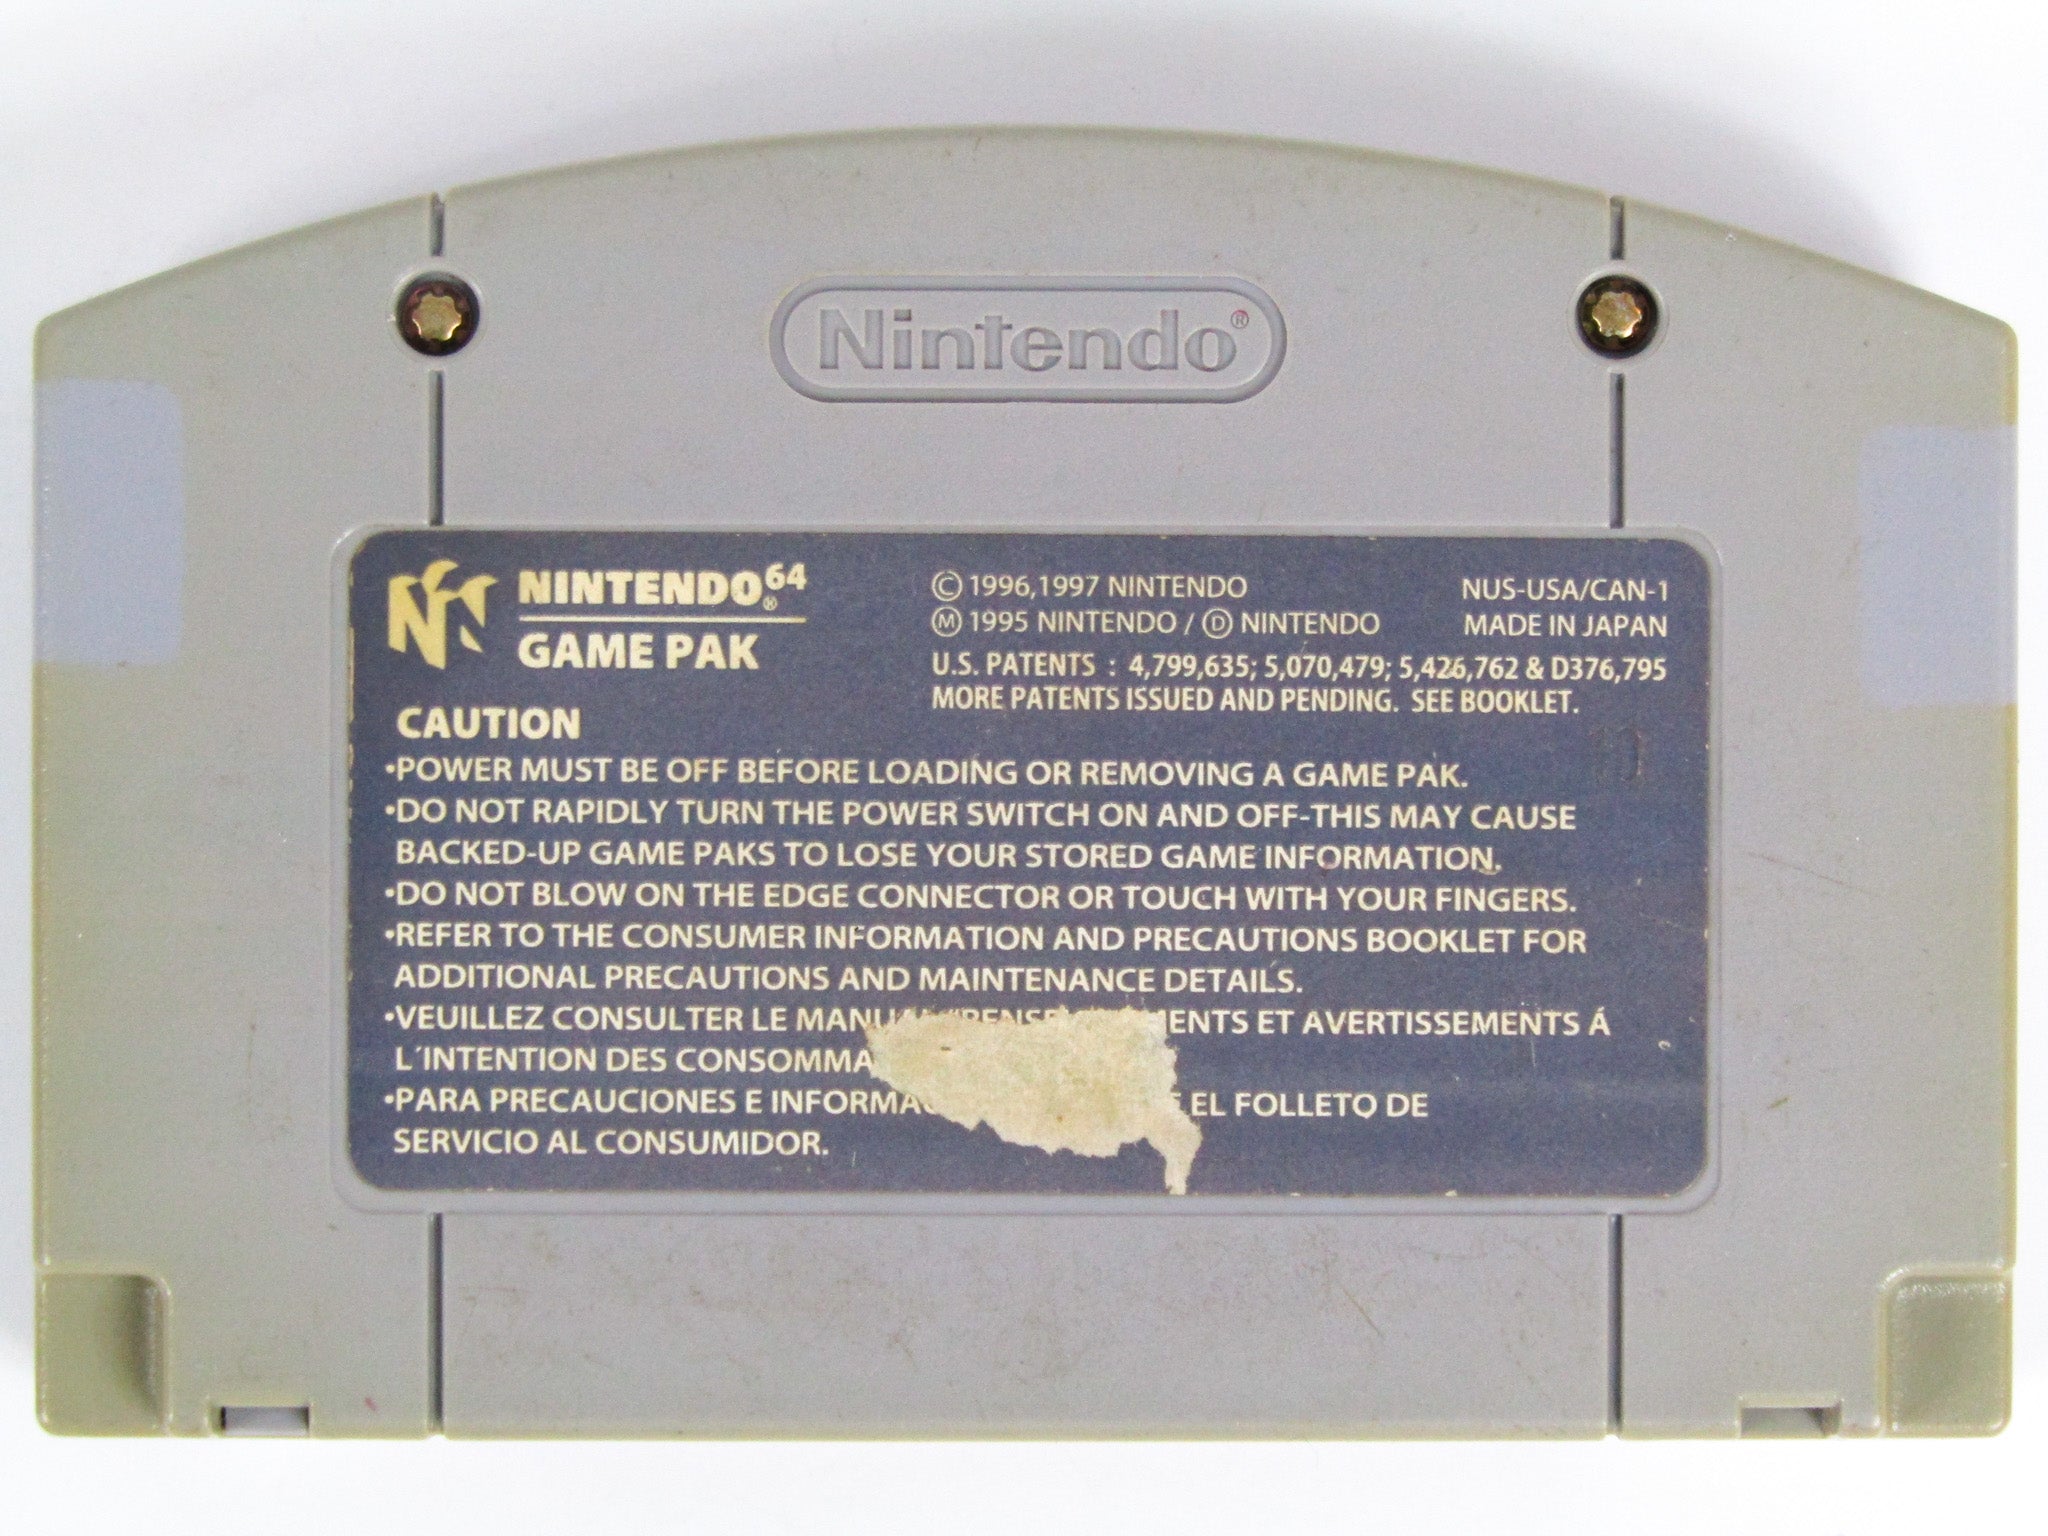 Nintendo®
NINTENDO⁶⁴®
GAME PAK
© 1996,1997 NINTENDO
Ⓜ 1995 NINTENDO / Ⓓ NINTENDO
NUS-USA/CAN-1
MADE IN JAPAN
U.S. PATENTS : 4,799,635; 5,070,479; 5,426,762 & D376,795
MORE PATENTS ISSUED AND PENDING. SEE BOOKLET.
CAUTION
•POWER MUST BE OFF BEFORE LOADING OR REMOVING A GAME PAK.
•DO NOT RAPIDLY TURN THE POWER SWITCH ON AND OFF-THIS MAY CAUSE
BACKED-UP GAME PAKS TO LOSE YOUR STORED GAME INFORMATION.
•DO NOT BLOW ON THE EDGE CONNECTOR OR TOUCH WITH YOUR FINGERS.
•REFER TO THE CONSUMER INFORMATION AND PRECAUTIONS BOOKLET FOR
ADDITIONAL PRECAUTIONS AND MAINTENANCE DETAILS.
•VEUILLEZ CONSULTER LE ET AVERTISSEMENTS Á
L´INTENTION DES
•PARA PRECAUCIONES E EL FOLLETO DE
SERVICIO AL CONSUMIDOR.